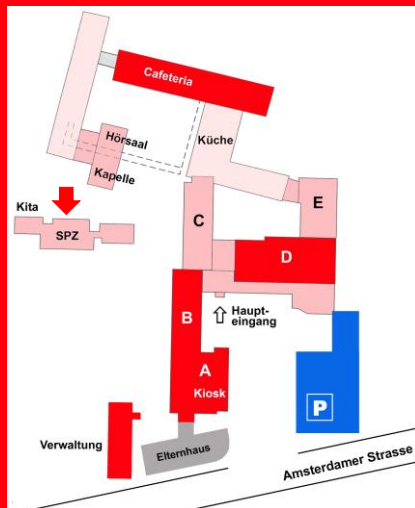 Cafeteria
Hörsaal
Küche
Kapelle
Kita
SPZ
C
E
D
B
Haupt-
eingang
A
Kiosk
P
Verwaltung
Elternhaus
Amsterdamer Strasse